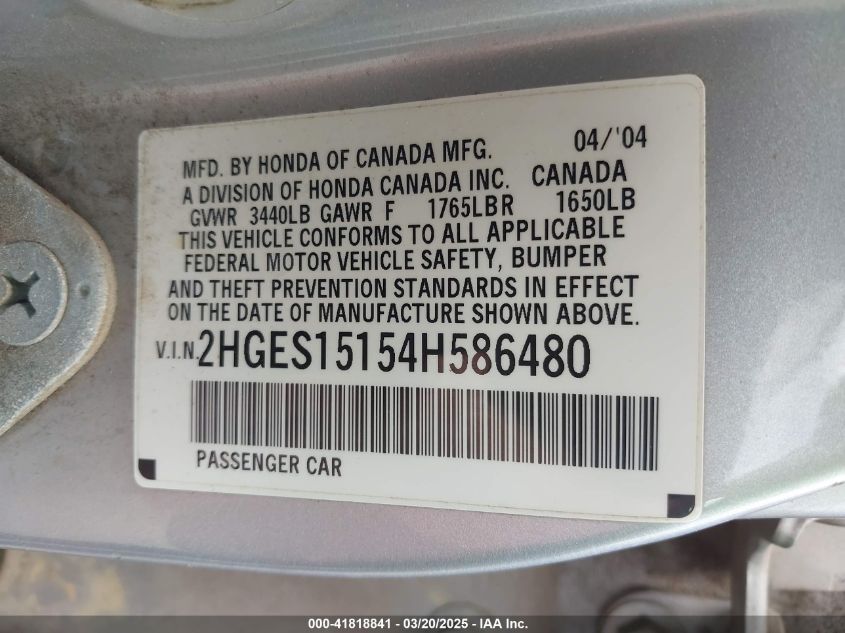 04/'04
MFD. BY HONDA OF CANADA MFG.
A DIVISION OF HONDA CANADA INC. CANADA
GVWR 3440LB GAWR F 1765LBR 1650LB
THIS VEHICLE CONFORMS TO ALL APPLICABLE
FEDERAL MOTOR VEHICLE SAFETY, BUMPER
AND THEFT PREVENTION STANDARDS IN EFFECT
ON THE DATE OF MANUFACTURE SHOWN ABOVE.
V.I.N. 2HGES15154H586480
PASSENGER CAR
000-41818841 - 03/20/2025 - IAA Inc.